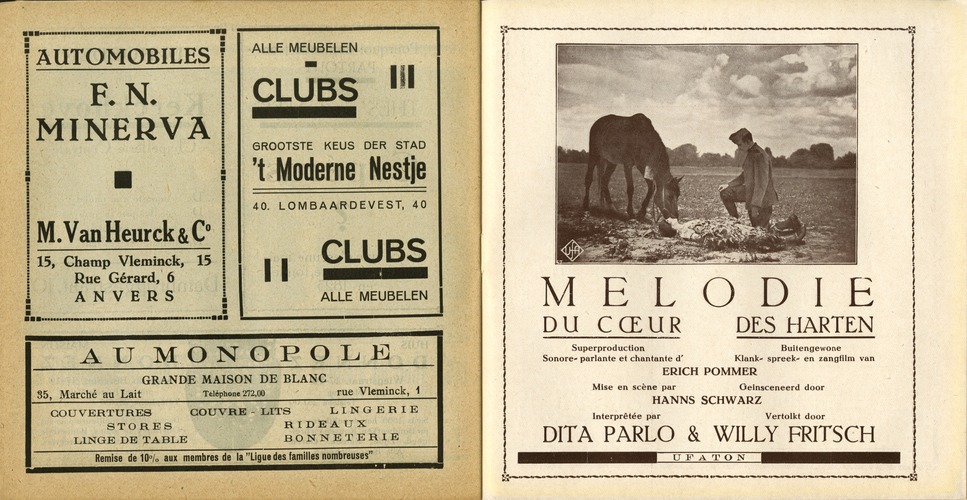 AUTOMOBILES
F. N.
MINERVA
M. Van Heurck & Cº
15, Champ Vleminck, 15
Rue Gérard, 6
ANVERS
ALLE MEUBELEN
CLUBS
GROOTSTE KEUS DER STAD
't Moderne Nestje
40. LOMBAARDEVEST, 40
CLUBS
ALLE MEUBELEN
AU MONOPOLE
GRANDE MAISON DE BLANC
35, Marché au Lait Téléphone 272,00 rue Vleminck, 1
COUVERTURES COUVRE-LITS LINGERIE
STORES RIDEAUX
LINGE DE TABLE BONNETERIE
Remise de 10% aux membres de la "Ligue des familles nombreuses"
UFA
MELODIE
DU CŒUR DES HARTEN
Superproduction Buitengewone
Sonore- parlante et chantante d' Klank- spreek- en zangfilm van
ERICH POMMER
Mise en scène par Geïnsceneerd door
HANNS SCHWARZ
Interprêtée par Vertolkt door
DITA PARLO & WILLY FRITSCH
UFATON